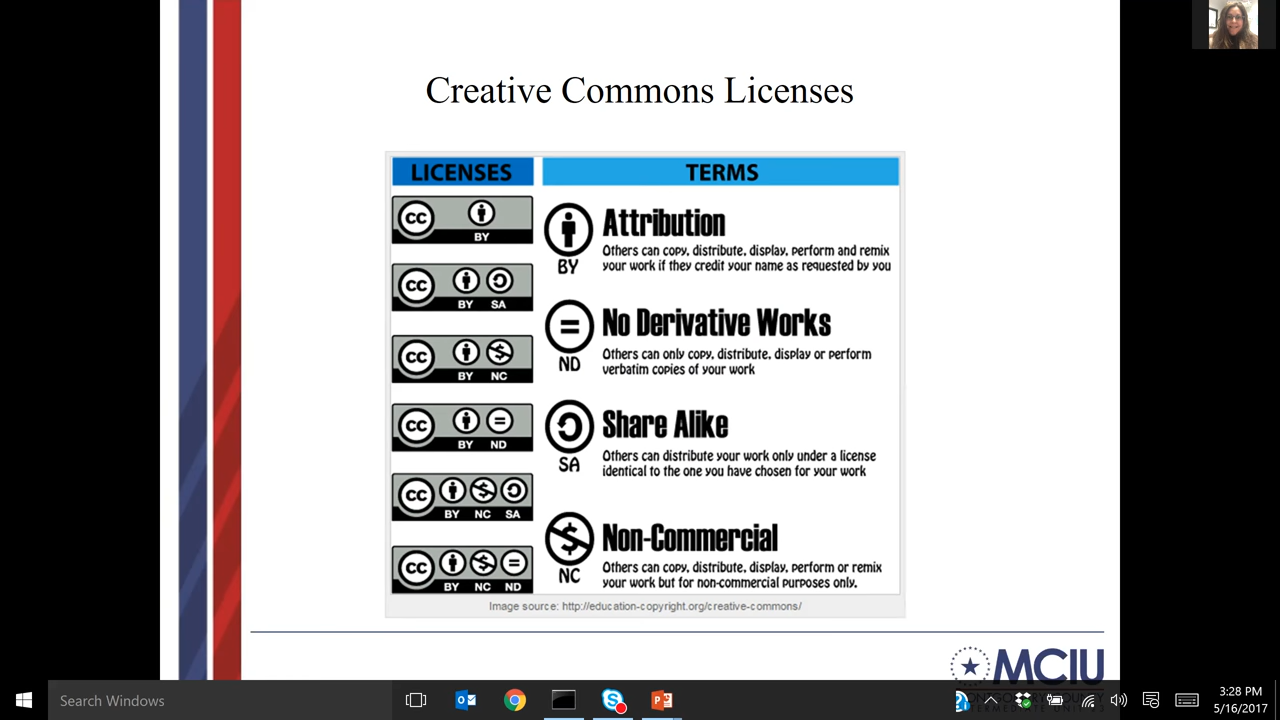 Creative Commons Licenses
LICENSES
TERMS
cc BY
cc BY SA
cc BY NC
cc BY ND
cc BY NC SA
cc BY NC ND
Attribution
BY
Others can copy, distribute, display, perform and remix
your work if they credit your name as requested by you
No Derivative Works
ND
Others can only copy, distribute, display or perform
verbatim copies of your work
Share Alike
SA
Others can distribute your work only under a license
identical to the one you have chosen for your work
Non-Commercial
NC
Others can copy, distribute, display, perform or remix
your work but for non-commercial purposes only.
Image source: http://education-copyright.org/creative-commons/
MCIU
Search Windows
3:28 PM
5/16/2017